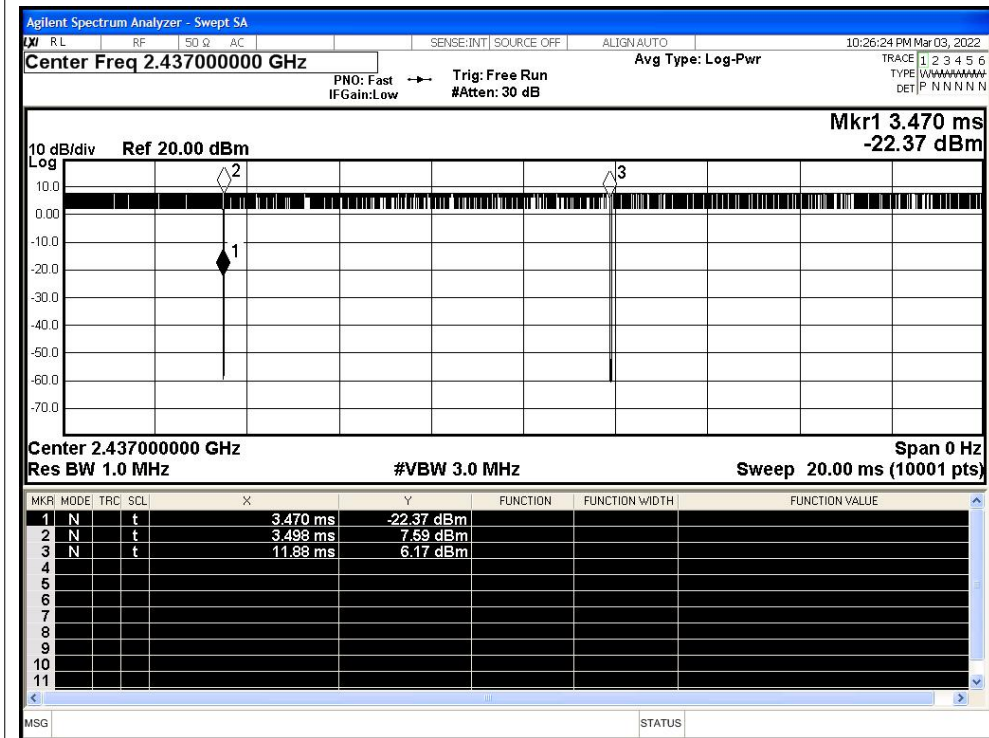 Agilent Spectrum Analyzer - Swept SA
LXI RL RF 50 Ω AC SENSE:INT SOURCE OFF ALIGN AUTO 10:26:24 PM Mar 03, 2022
Center Freq 2.437000000 GHz
PNO: Fast
IFGain:Low
Trig: Free Run
#Atten: 30 dB
Avg Type: Log-Pwr
TRACE 1 2 3 4 5 6
TYPE
DET P N N N N N
Mkr1 3.470 ms
-22.37 dBm
10 dB/div Ref 20.00 dBm
Log
10.0
0.00
-10.0
-20.0
-30.0
-40.0
-50.0
-60.0
-70.0
2
1
3
Center 2.437000000 GHz Span 0 Hz
Res BW 1.0 MHz #VBW 3.0 MHz Sweep 20.00 ms (10001 pts)
MKR MODE TRC SCL X Y FUNCTION FUNCTION WIDTH FUNCTION VALUE
1 N t 3.470 ms -22.37 dBm
2 N t 3.498 ms 7.59 dBm
3 N t 11.88 ms 6.17 dBm
4
5
6
7
8
9
10
11
MSG STATUS